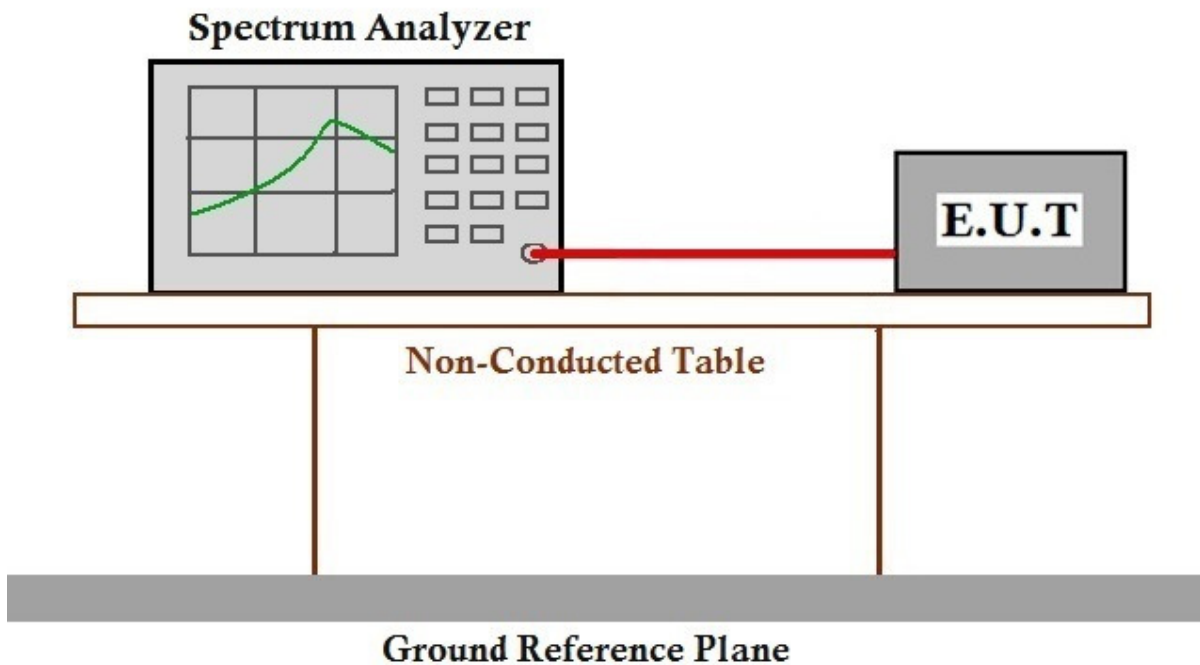 Spectrum Analyzer
E.U.T
Non-Conducted Table
Ground Reference Plane